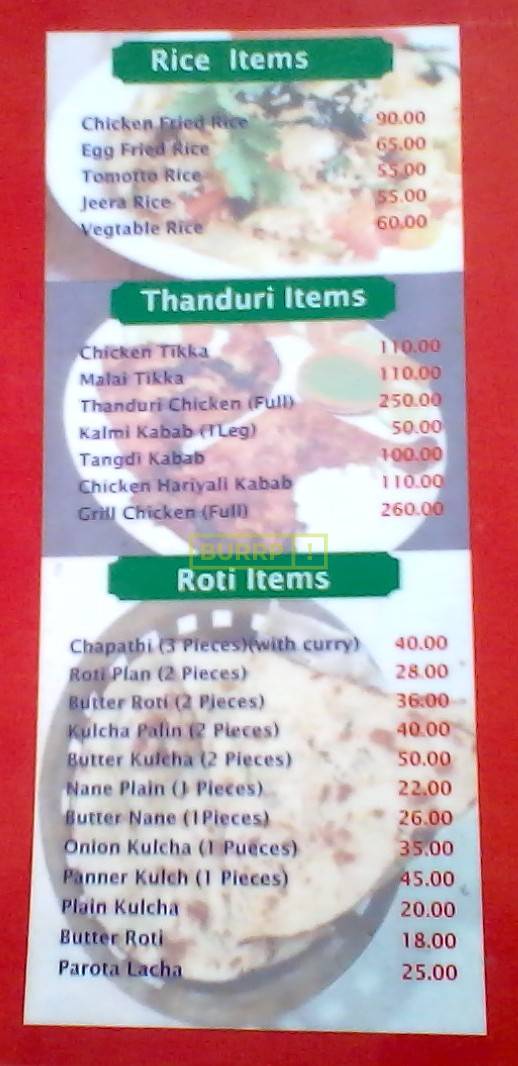 Rice Items
Chicken Fried Rice 90.00
Egg Fried Rice 65.00
Tomotto Rice 55.00
Jeera Rice 55.00
Vegtable Rice 60.00
Thanduri Items
Chicken Tikka 110.00
Malai Tikka 110.00
Thanduri Chicken (Full) 250.00
Kalmi Kabab (1Leg) 50.00
Tangdi Kabab 100.00
Chicken Hariyali Kabab 110.00
Grill Chicken (Full) 260.00
BURRP !
Roti Items
Chapathi (3 Pieces)(with curry) 40.00
Roti Plan (2 Pieces) 28.00
Butter Roti (2 Pieces) 36.00
Kulcha Palin (2 Pieces) 40.00
Butter Kulcha (2 Pieces) 50.00
Nane Plain (1 Pieces) 22.00
Butter Nane (1Pieces) 26.00
Onion Kulcha (1 Pueces) 35.00
Panner Kulch (1 Pieces) 45.00
Plain Kulcha 20.00
Butter Roti 18.00
Parota Lacha 25.00